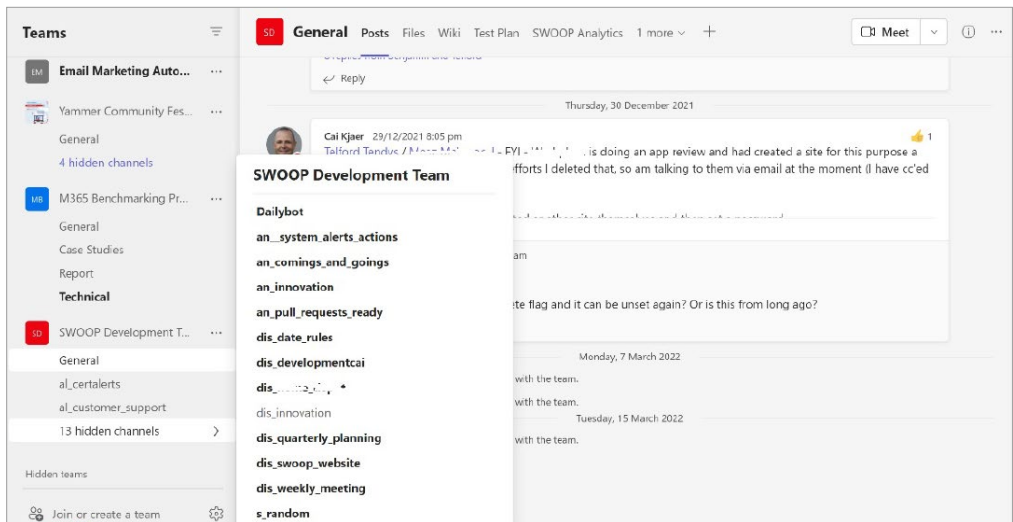 Teams
EM Email Marketing Auto... ...
Yammer Community Fes... ...
General
4 hidden channels
MB M365 Benchmarking Pr... ...
General
Case Studies
Report
Technical
SD SWOOP Development T... ...
General
al_certalerts
al_customer_support
13 hidden channels
Hidden teams
Join or create a team
SD General Posts Files Wiki Test Plan SWOOP Analytics 1 more Meet ...
Reply
Thursday, 30 December 2021
Cai Kjaer 29/12/2021 8:05 pm 1
Telford Tendys / - FYI - is doing an app review and had created a site for this purpose a
efforts I deleted that, so am talking to them via email at the moment (I have cc'ed
am
ete flag and it can be unset again? Or is this from long ago?
Monday, 7 March 2022
with the team.
with the team.
Tuesday, 15 March 2022
with the team.
SWOOP Development Team
Dailybot
an__system_alerts_actions
an_comings_and_goings
an_innovation
an_pull_requests_ready
dis_date_rules
dis_developmentcai
dis_innovation
dis_quarterly_planning
dis_swoop_website
dis_weekly_meeting
s_random